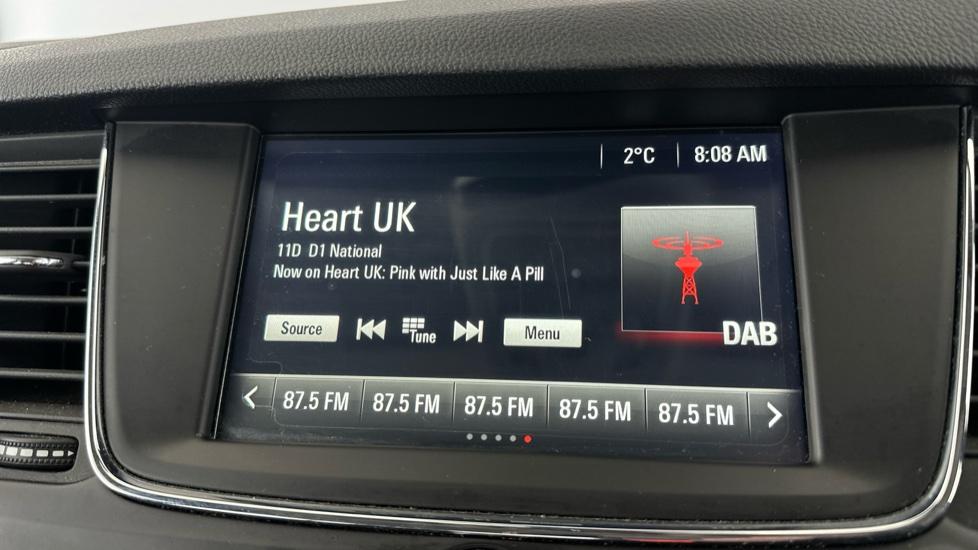 2°C 8:08 AM
Heart UK
11D D1 National
Now on Heart UK: Pink with Just Like A Pill
Source Tune Menu
DAB
87.5 FM 87.5 FM 87.5 FM 87.5 FM 87.5 FM